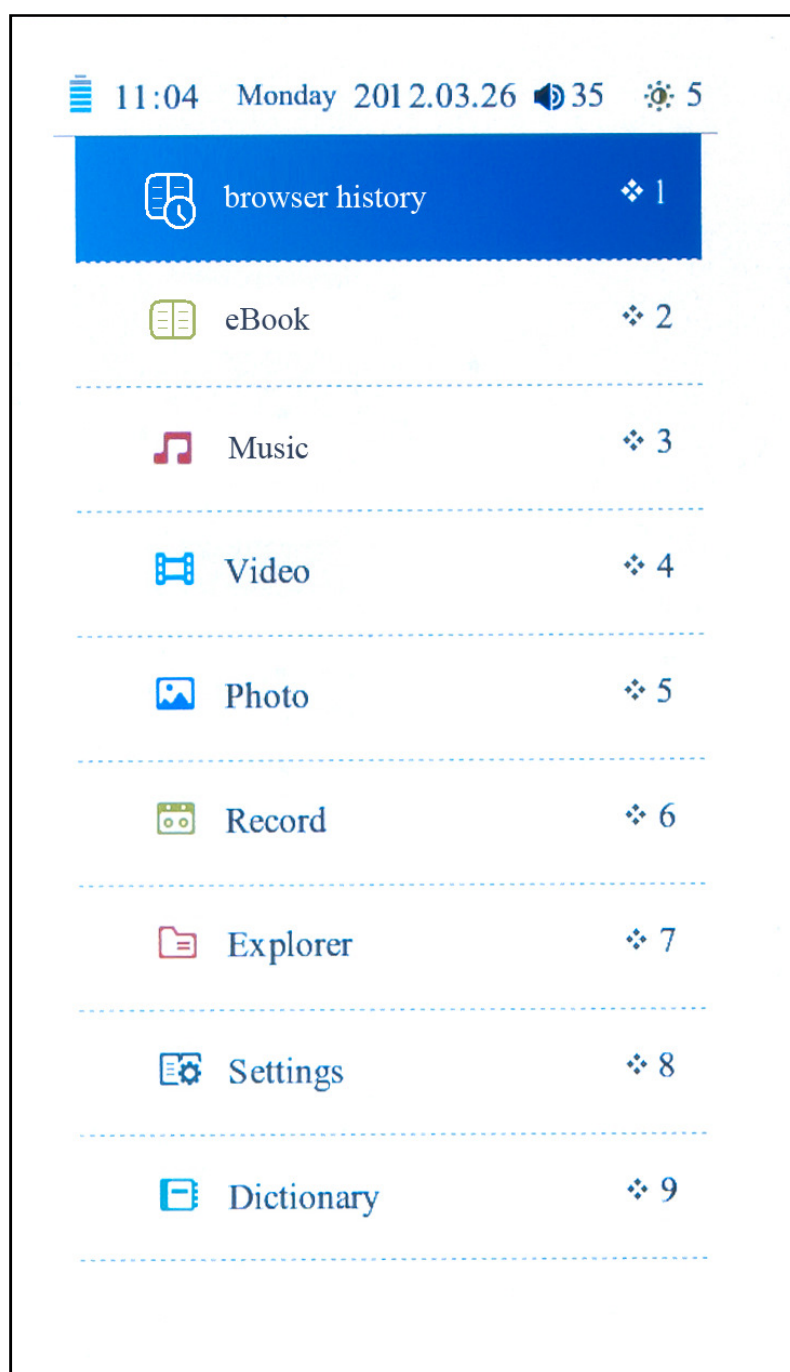 11:04 Monday 2012.03.26 35 5
browser history 1
eBook 2
Music 3
Video 4
Photo 5
Record 6
Explorer 7
Settings 8
Dictionary 9